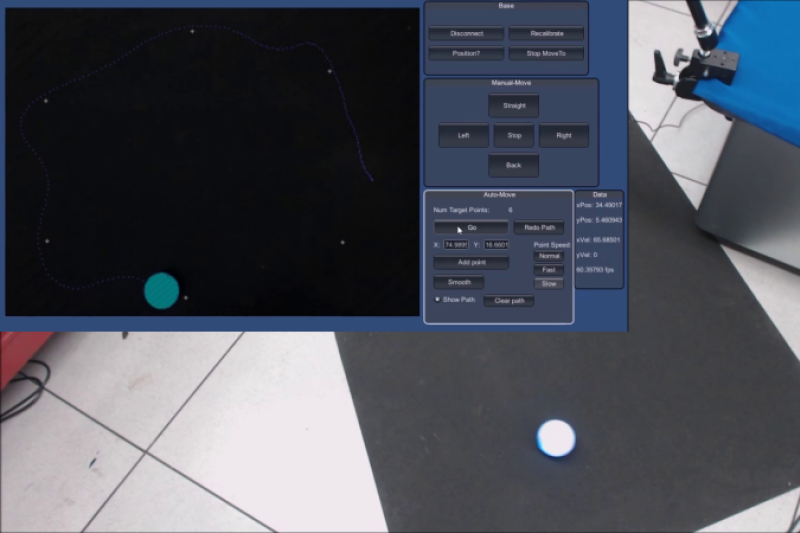 Base
Disconnect
Recalibrate
Position?
Stop MoveTo
Manual-Move
Straight
Left
Stop
Right
Back
Auto-Move
Num Target Points: 6
Go
Redo Path
X:
Y:
Point Speed
Normal
Add point
Fast
Smooth
Slow
Show Path
Clear path
Data
xPos: 34.49017
yPos: 5.460943
xVel: 65.68501
yVel: 0
60.35793 fps